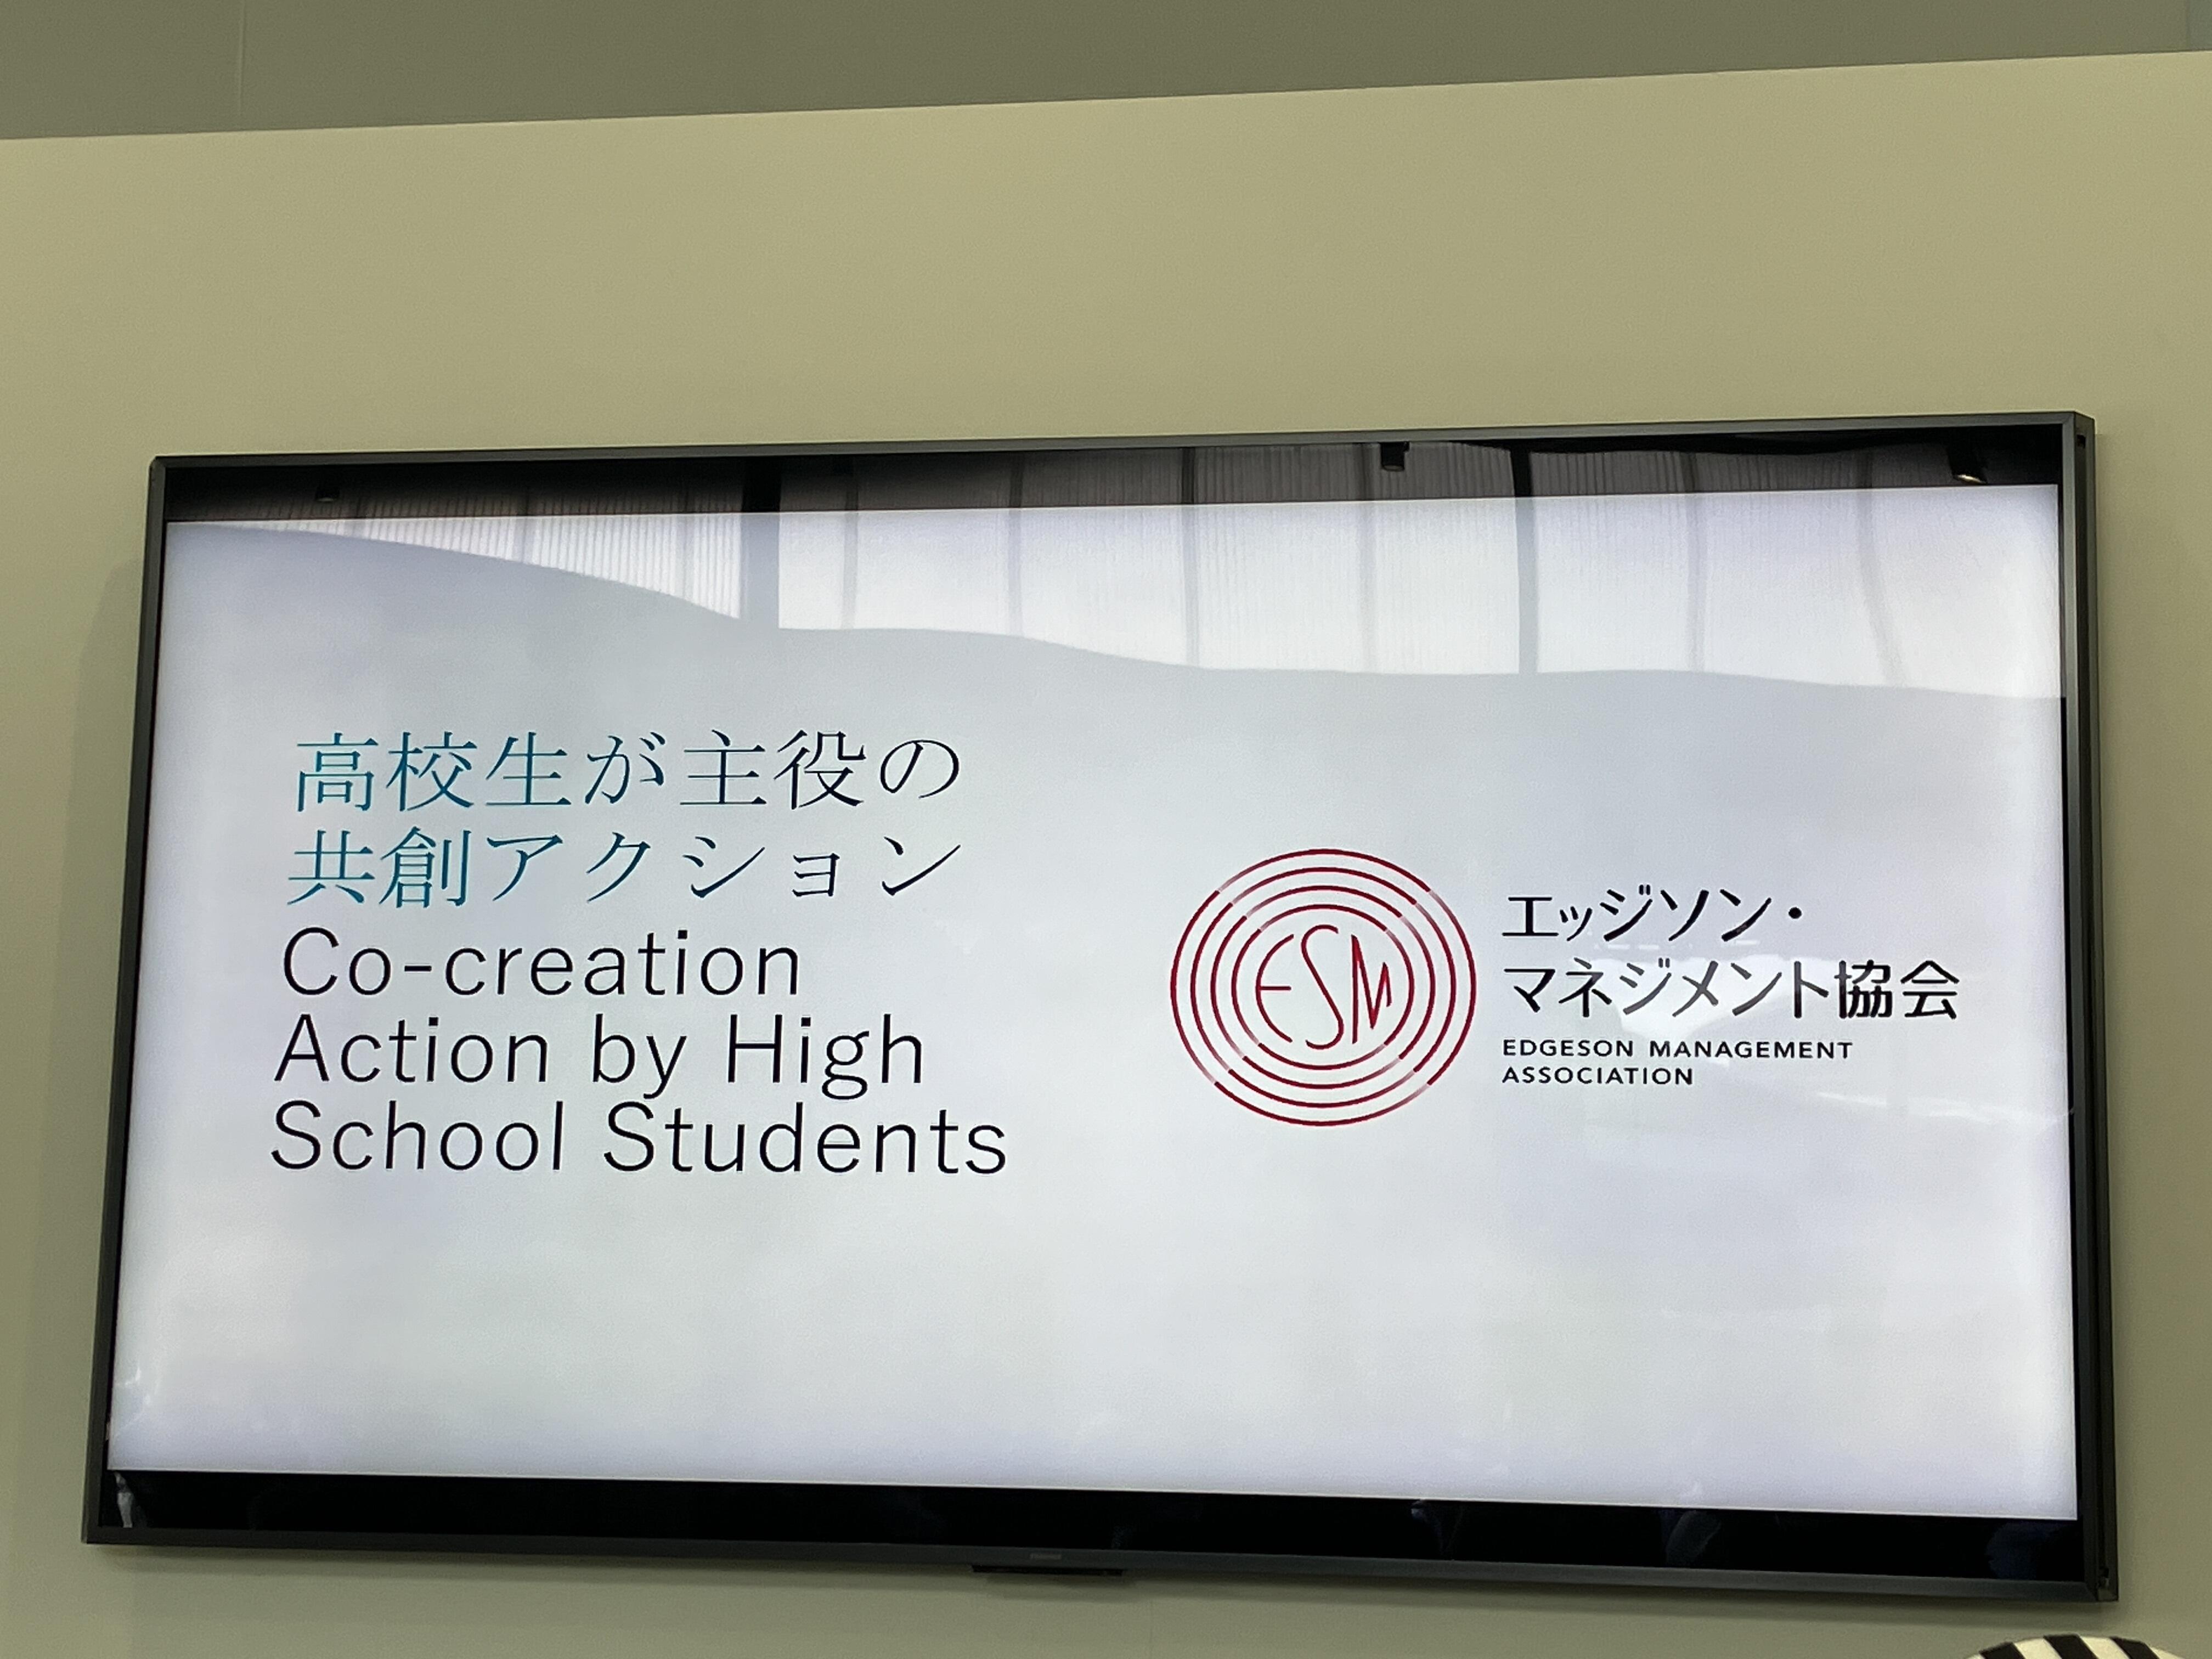 高校生が主役の
共創アクション
Co-creation
Action by High
School Students
ESM
エッジソン・
マネジメント協会
EDGESON MANAGEMENT
ASSOCIATION